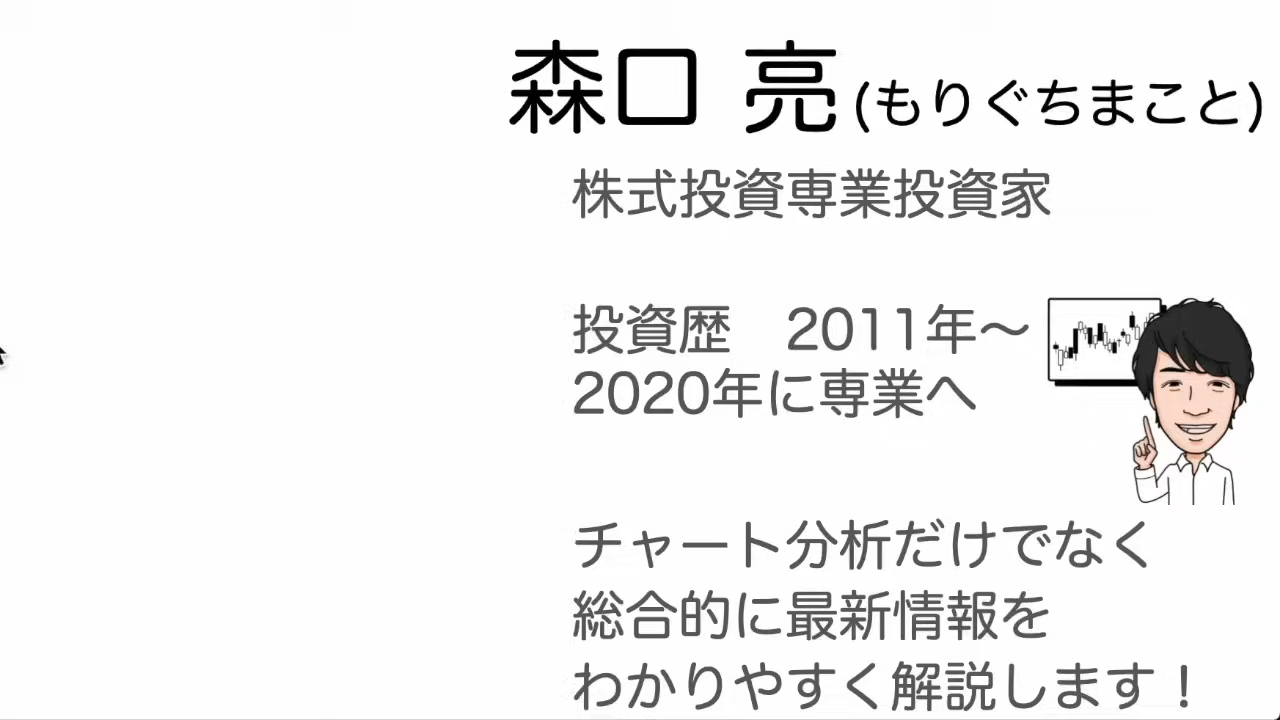 森口 亮(もりぐちまこと)
株式投資専業投資家
投資歴　2011年〜
2020年に専業へ
チャート分析だけでなく
総合的に最新情報を
わかりやすく解説します！